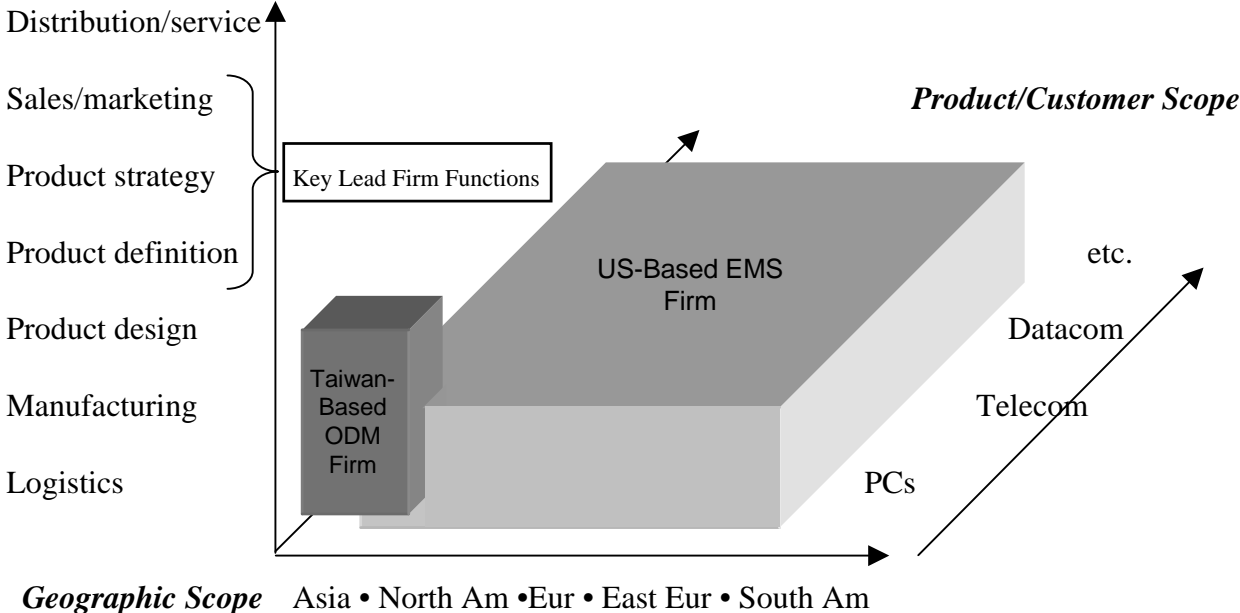 Distribution/service
Sales/marketing
Product/Customer Scope
Product strategy
Key Lead Firm Functions
Product definition
US-Based EMS
Firm
etc.
Product design
Datacom
Taiwan-
Based
ODM
Firm
Manufacturing
Telecom
Logistics
PCs
Geographic Scope Asia • North Am •Eur • East Eur • South Am